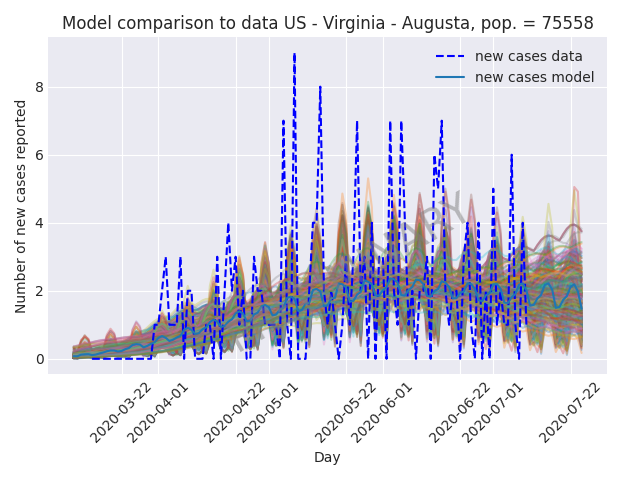 Model comparison to data US - Virginia - Augusta, pop. = 75558
new cases data
new cases model
Number of new cases reported
8
6
4
2
0
2020-03-22
2020-04-01
2020-04-22
2020-05-01
2020-05-22
2020-06-01
2020-06-22
2020-07-01
2020-07-22
Day